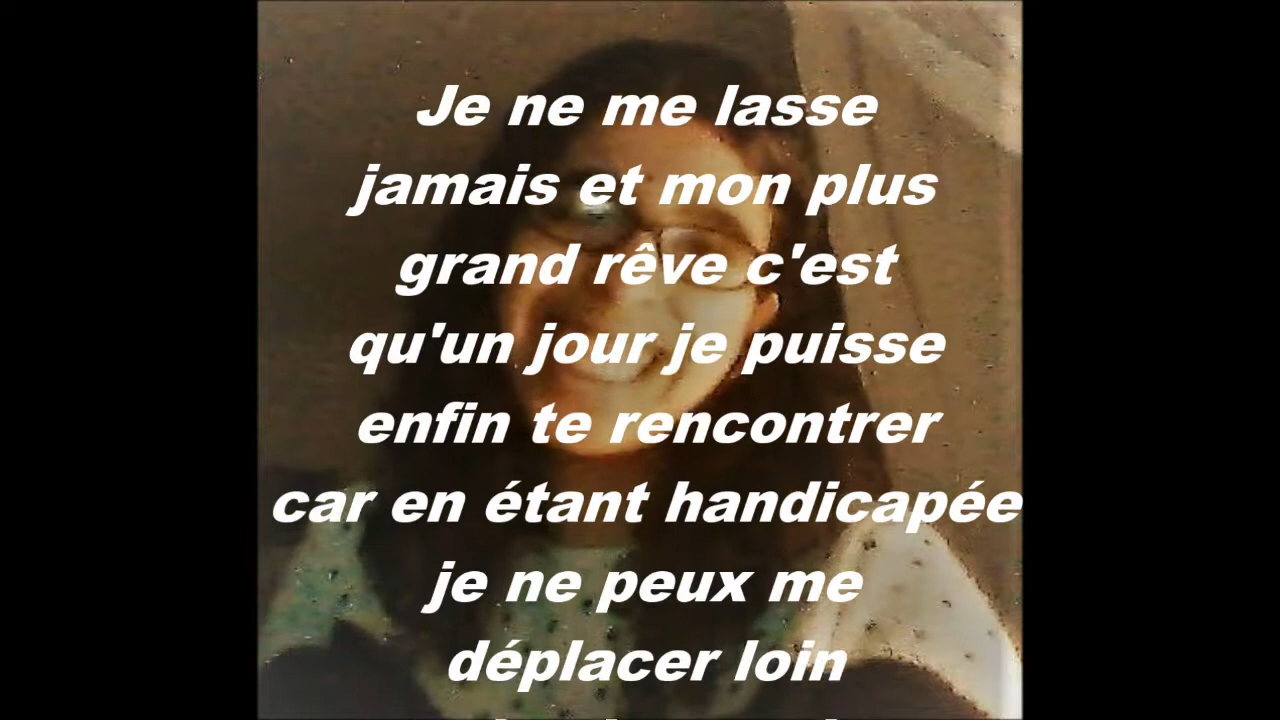 Je ne me lasse
jamais et mon plus
grand rêve c'est
qu'un jour je puisse
enfin te rencontrer
car en étant handicapée
je ne peux me
déplacer loin